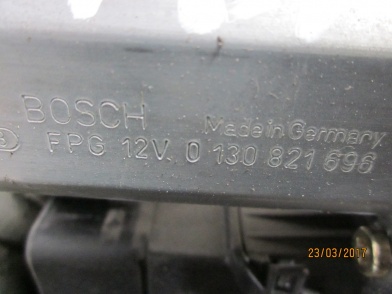 BOSCH Made in Germany
FPG 12V. 0 130 821 696
23/03/2017